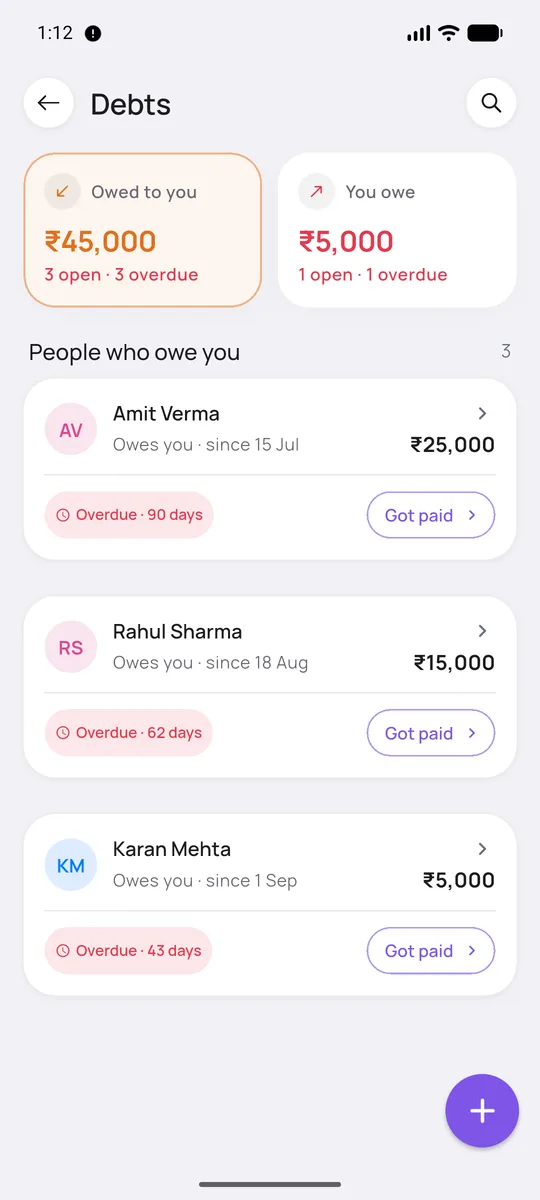 1:12
Debts
Owed to you
₹45,000
3 open · 3 overdue
You owe
₹5,000
1 open · 1 overdue
People who owe you
3
AV
Amit Verma
Owes you · since 15 Jul
₹25,000
Overdue · 90 days
Got paid
RS
Rahul Sharma
Owes you · since 18 Aug
₹15,000
Overdue · 62 days
Got paid
KM
Karan Mehta
Owes you · since 1 Sep
₹5,000
Overdue · 43 days
Got paid